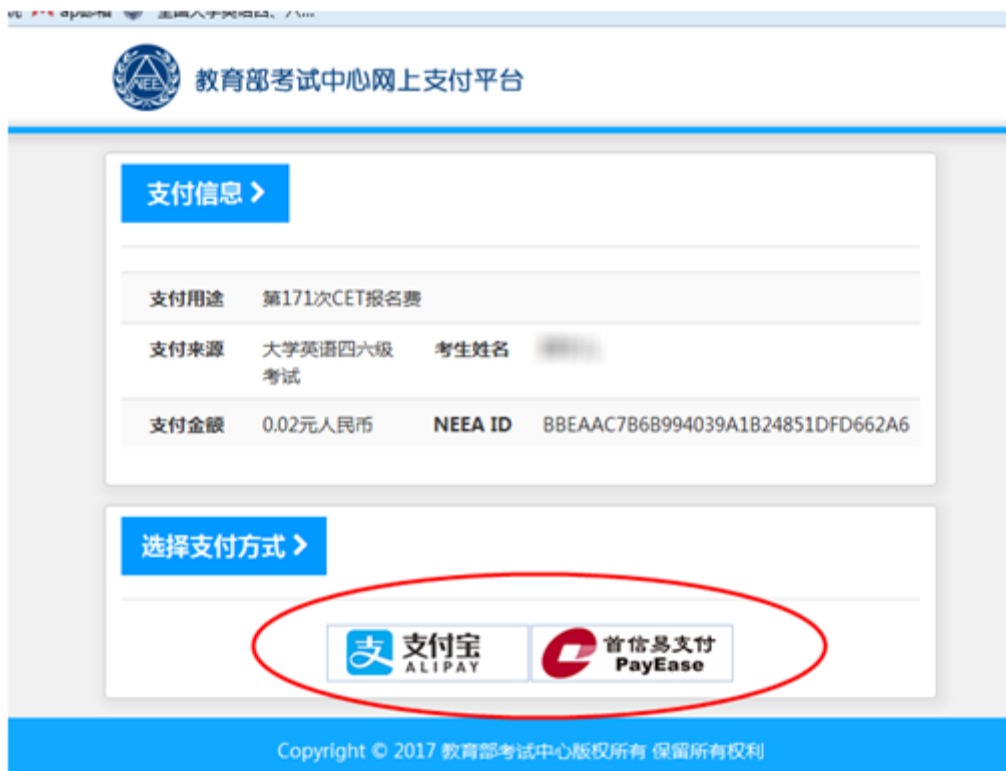 教育部考试中心网上支付平台
NEE
支付信息
支付用途 第171次CET报名费
支付来源 大学英语四六级 考生姓名
考试
支付金额 0.02元人民币 NEEA ID BBEAAC7B6B994039A1B24851DFD662A6
选择支付方式
支 支付宝 首信易支付
ALIPAY PayEase
Copyright © 2017 教育部考试中心版权所有 保留所有权利